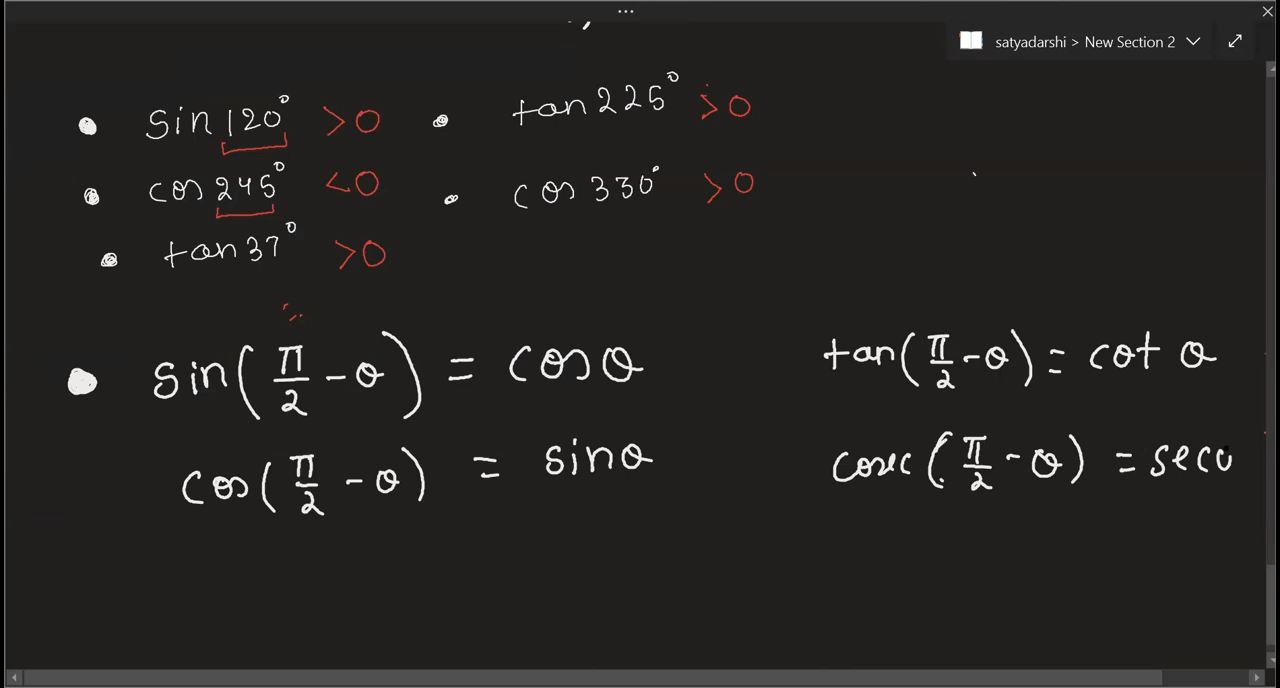 satyadarshi > New Section 2
sin 120° > 0
tan 225° > 0
cos 245° < 0
cos 330° > 0
tan 37° > 0
sin(π/2 - θ) = cos θ
tan(π/2 - θ) = cot θ
cos(π/2 - θ) = sin θ
cosec(π/2 - θ) = sec